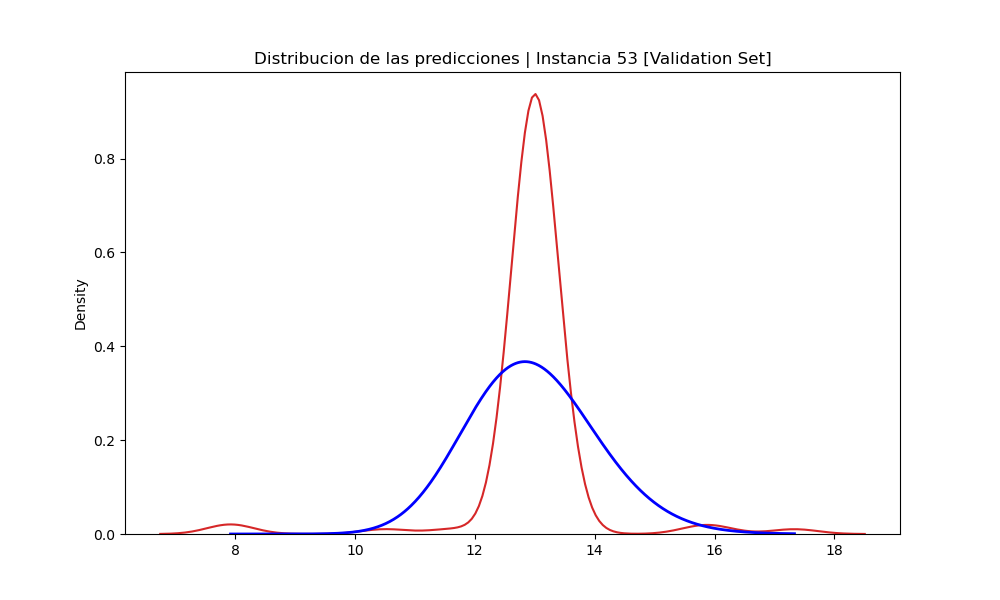 Distribucion de las predicciones | Instancia 53 [Validation Set]
0.8
0.6
0.4
0.2
0.0
Density
8 10 12 14 16 18